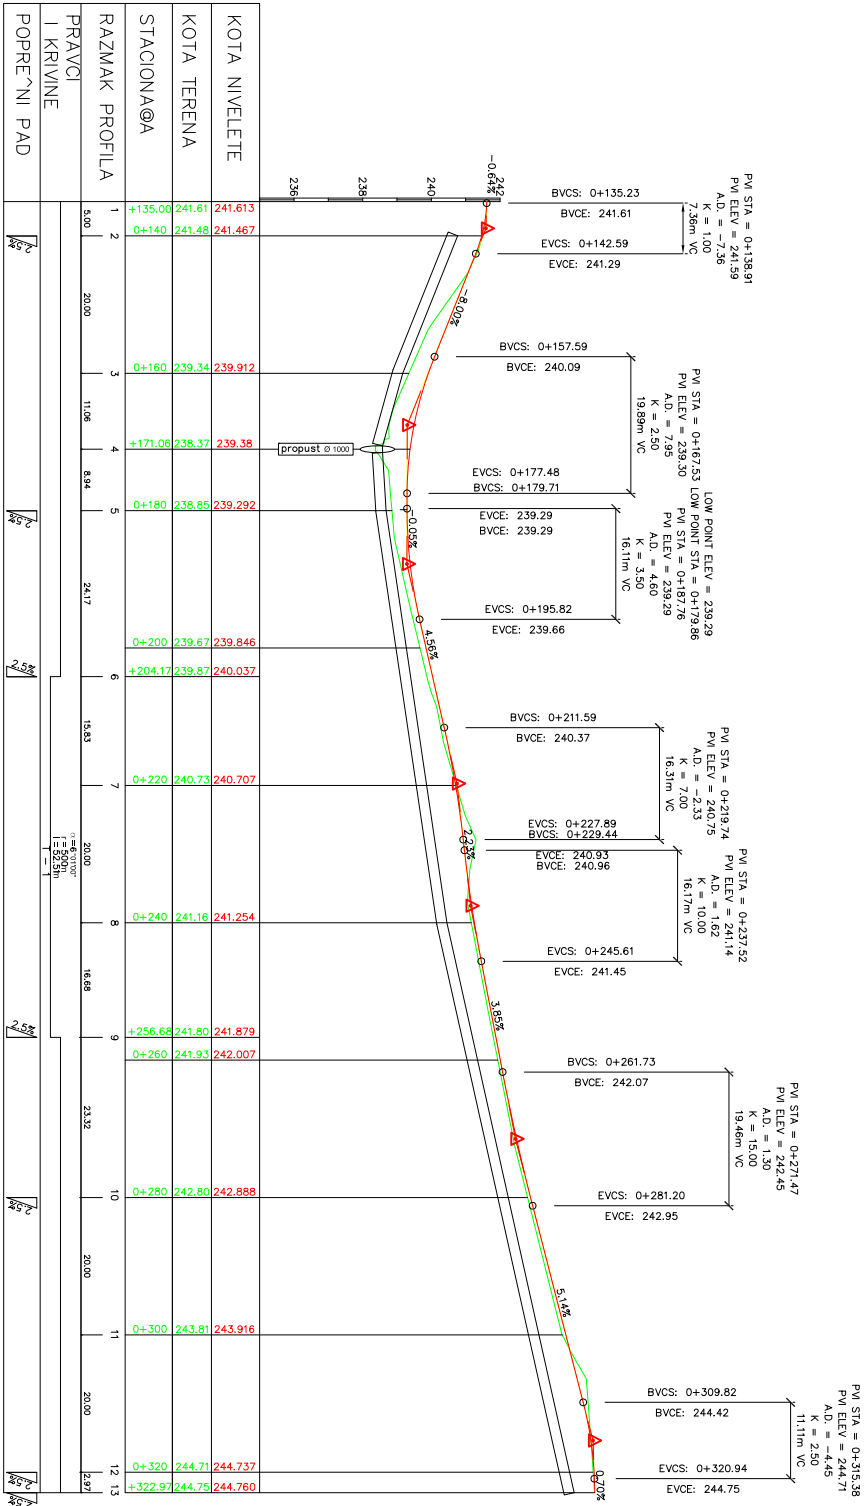 PVI STA = 0+138.91
PVI ELEV = 241.59
A.D. = -7.36
K = 1.00
7.36m VC
BVCS: 0+135.23
BVCE: 241.61
EVCS: 0+142.59
EVCE: 241.29
PVI STA = 0+167.53
PVI ELEV = 239.30
A.D. = 7.95
K = 2.50
19.89m VC
BVCS: 0+157.59
BVCE: 240.09
EVCS: 0+177.48
EVCE: 239.29
LOW POINT ELEV = 239.29
LOW POINT STA = 0+179.86
PVI STA = 0+187.76
PVI ELEV = 239.29
A.D. = 4.60
K = 3.50
16.11m VC
BVCS: 0+179.71
BVCE: 239.29
EVCS: 0+195.82
EVCE: 239.66
PVI STA = 0+219.74
PVI ELEV = 240.75
A.D. = -2.33
K = 7.00
16.31m VC
BVCS: 0+211.59
BVCE: 240.37
EVCS: 0+227.89
EVCE: 240.93
PVI STA = 0+237.52
PVI ELEV = 241.14
A.D. = 1.62
K = 10.00
16.17m VC
BVCS: 0+229.44
BVCE: 240.96
EVCS: 0+245.61
EVCE: 241.45
PVI STA = 0+271.47
PVI ELEV = 242.45
A.D. = 1.30
K = 15.00
19.46m VC
BVCS: 0+261.73
BVCE: 242.07
EVCS: 0+281.20
EVCE: 242.95
PVI STA = 0+315.38
PVI ELEV = 244.71
A.D. = -4.45
K = 2.50
11.11m VC
BVCS: 0+309.82
BVCE: 244.42
EVCS: 0+320.94
EVCE: 244.75
-0.64%
-8.00%
-0.05%
4.56%
2.23%
3.85%
5.14%
0.70%
242
240
238
236
propust Ø 1000
KOTA NIVELETE
241.613 241.467 239.912 239.38 239.292 239.846 240.037 240.707 241.254 241.879 242.007 242.888 243.916 244.737 244.760
KOTA TERENA
241.61 241.48 239.34 238.37 238.85 239.67 239.87 240.73 241.16 241.80 241.93 242.80 243.81 244.71 244.75
STACIONA@A
+135.00 0+140 0+160 +171.06 0+180 0+200 +204.17 0+220 0+240 +256.68 0+260 0+280 0+300 0+320 +322.97
RAZMAK PROFILA
1 2 3 4 5 6 7 8 9 10 11 12 13
5.00 20.00 11.06 8.94 24.17 15.83 20.00 16.68 23.32 20.00 20.00 2.97
PRAVCI
I KRIVINE
r = 500m
POPRE^NI PAD
2.5% 2.5% 2.5% 2.5% 2.5% 2.5% 2.5%